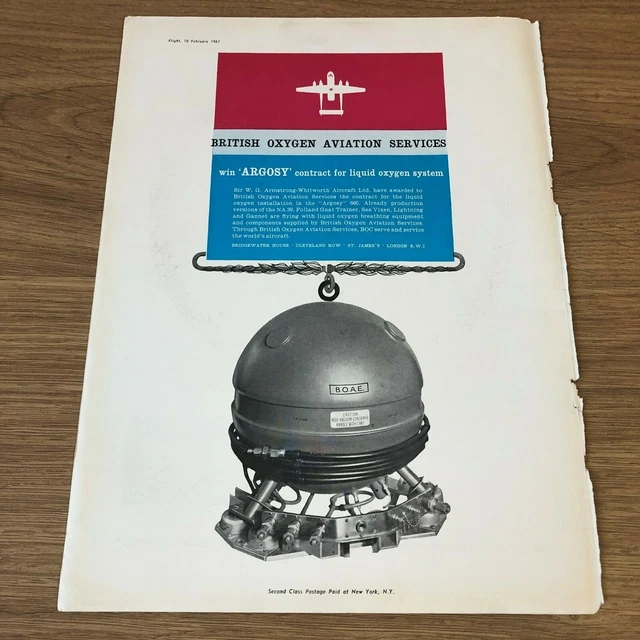 Flight, 10 February 1961
BRITISH OXYGEN AVIATION SERVICES
win 'ARGOSY' contract for liquid oxygen system
Sir W. G. Armstrong-Whitworth Aircraft Ltd. have awarded to
British Oxygen Aviation Services the contract for the liquid
oxygen installation in the "Argosy" 660. Already production
versions of the NA 39, Folland Gnat Trainer, Sea Vixen, Lightning
and Gannet are flying with liquid oxygen breathing equipment
and components supplied by British Oxygen Aviation Services.
Through British Oxygen Aviation Services, BOC serve and service
the world's aircraft.
BRIDGEWATER HOUSE · CLEVELAND ROW · ST. JAMES'S · LONDON S.W.1
B.O.A.E.
CAUTION
HIGH VACUUM CONTAINER
HANDLE WITH CARE
Second Class Postage Paid at New York, N.Y.